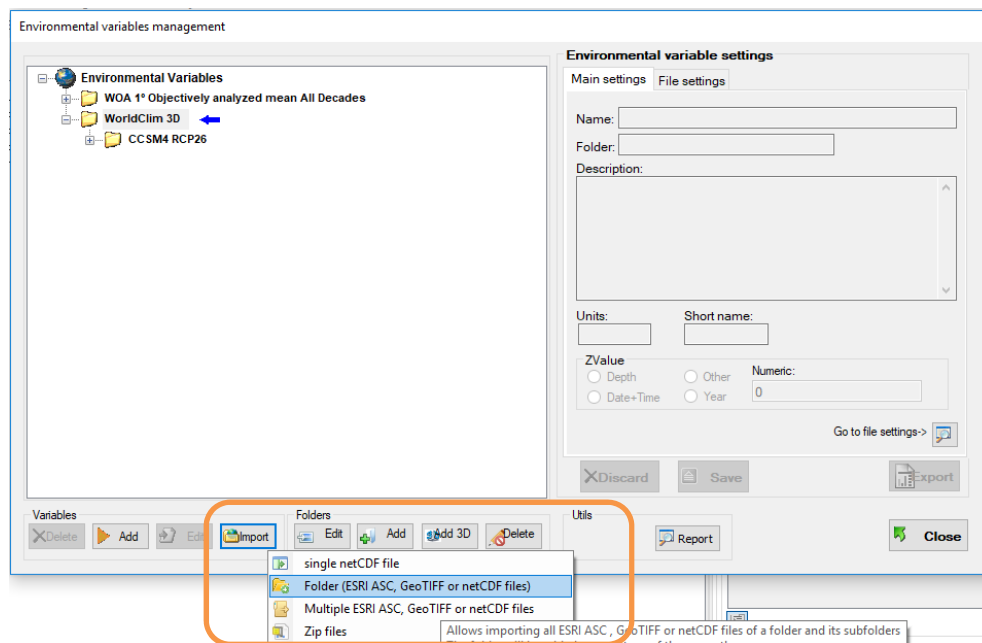 Environmental variables management
Environmental Variables
WOA 1º Objectively analyzed mean All Decades
WorldClim 3D
CCSM4 RCP26
Environmental variable settings
Main settings File settings
Name:
Folder:
Description:
Units: Short name:
ZValue
Depth Other Numeric:
Date+Time Year 0
Go to file settings->
Discard Save Export
Variables Folders Utils
Delete Add Edit Import Edit Add Add 3D Delete Report Close
single netCDF file
Folder (ESRI ASC, GeoTIFF or netCDF files)
Multiple ESRI ASC, GeoTIFF or netCDF files
Zip files
Allows importing all ESRI ASC , GeoTIFF or netCDF files of a folder and its subfolders